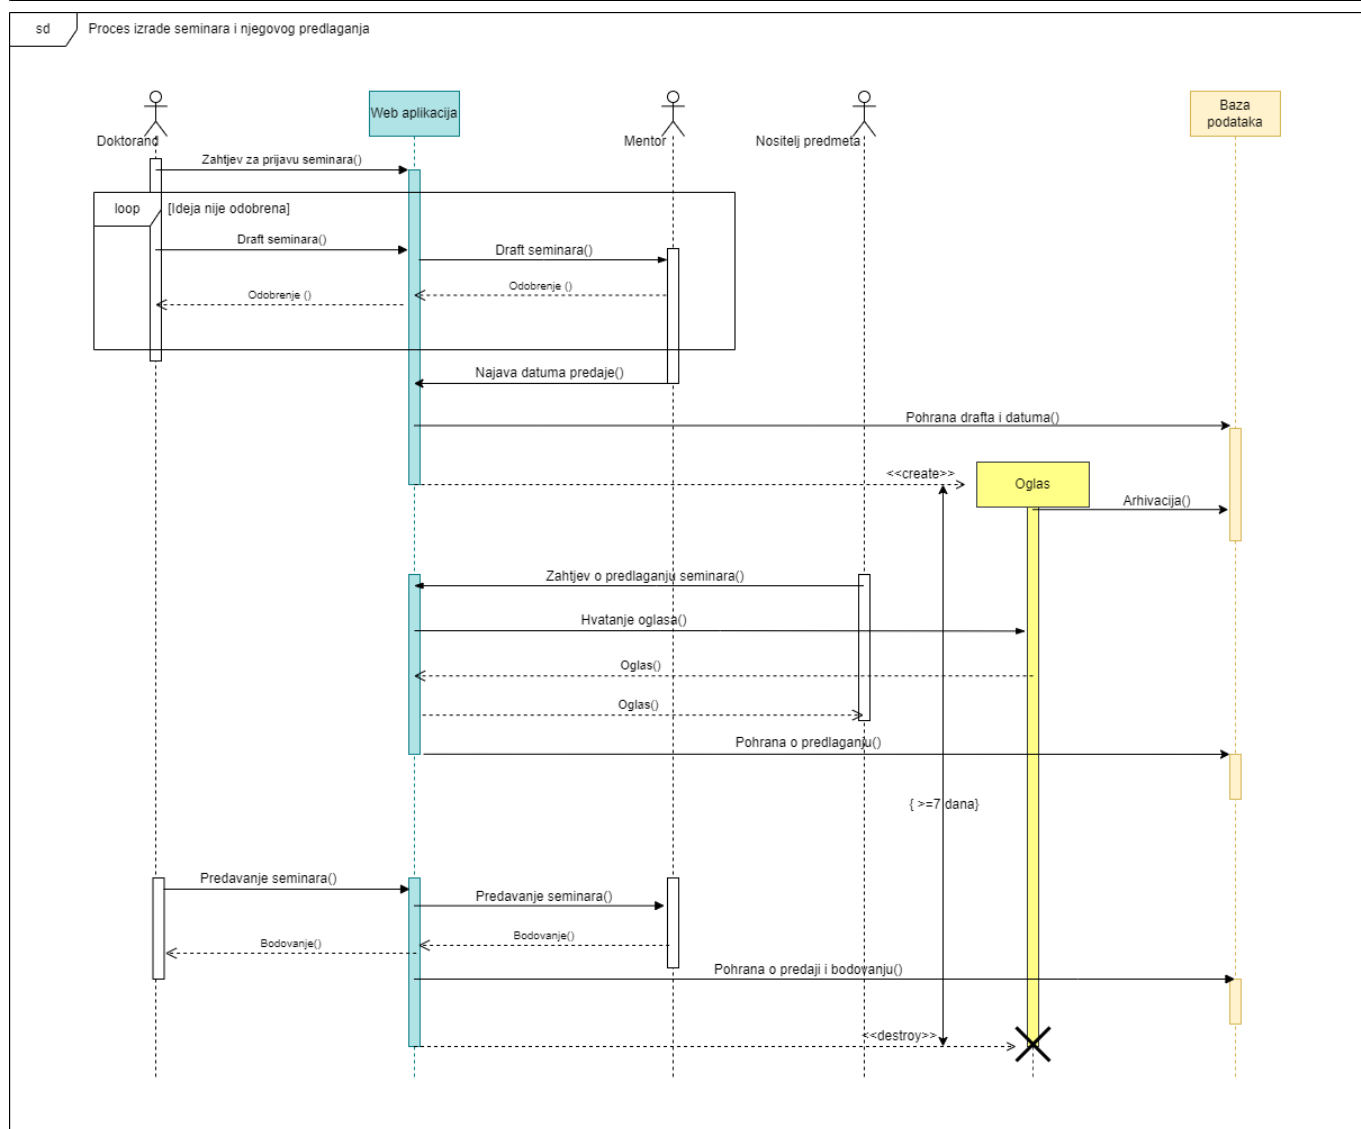 sd
Proces izrade seminara i njegovog predlaganja
Doktorand
Web aplikacija
Mentor
Nositelj predmeta
Baza
podataka
Zahtjev za prijavu seminara()
loop
[Ideja nije odobrena]
Draft seminara()
Draft seminara()
Odobrenje ()
Odobrenje ()
Najava datuma predaje()
Pohrana drafta i datuma()
<<create>>
Oglas
Arhivacija()
Zahtjev o predlaganju seminara()
Hvatanje oglasa()
Oglas()
Oglas()
Pohrana o predlaganju()
{ >=7 dana}
Predavanje seminara()
Predavanje seminara()
Bodovanje()
Bodovanje()
Pohrana o predaji i bodovanju()
<<destroy>>